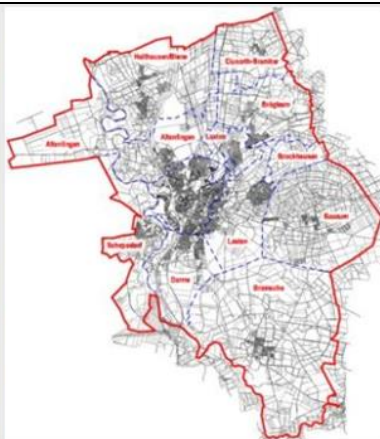 Holthausen/Biene
Clusorth-Bramhar
Altenlingen
Brögbern
Altenlingen
Laxten
Brockhausen
Baccum
Schepsdorf
Laxten
Darme
Bramsche